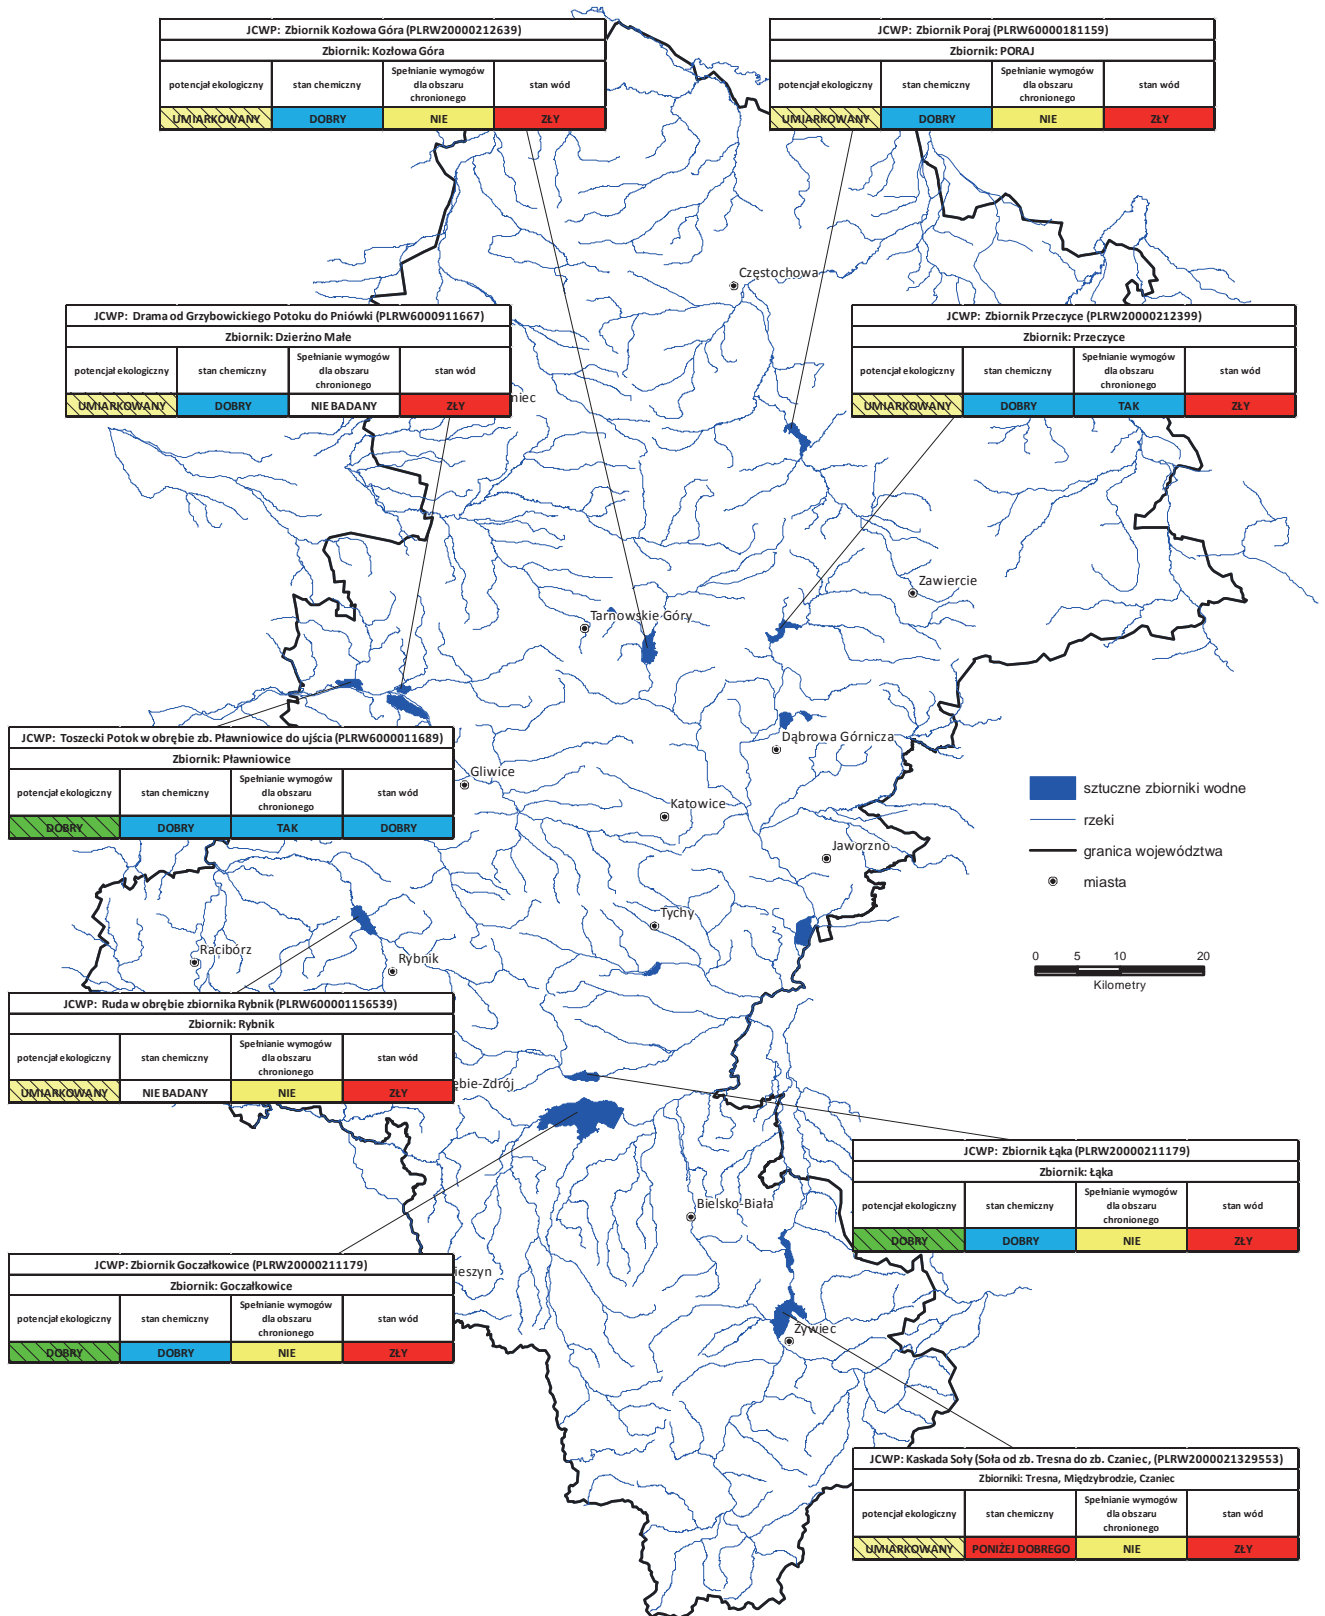 JCWP: Zbiornik Kozłowa Góra (PLRW20000212639)
Zbiornik: Kozłowa Góra
potencjał ekologiczny
stan chemiczny
Spełnianie wymogów
dla obszaru
chronionego
stan wód
UMIARKOWANY
DOBRY
NIE
ZŁY
JCWP: Zbiornik Poraj (PLRW60000181159)
Zbiornik: PORAJ
potencjał ekologiczny
stan chemiczny
Spełnianie wymogów
dla obszaru
chronionego
stan wód
UMIARKOWANY
DOBRY
NIE
ZŁY
Częstochowa
JCWP: Drama od Grzybowickiego Potoku do Pniówki (PLRW6000911667)
Zbiornik: Dzierżno Małe
potencjał ekologiczny
stan chemiczny
Spełnianie wymogów
dla obszaru
chronionego
stan wód
UMIARKOWANY
DOBRY
NIE BADANY
ZŁY
niec
JCWP: Zbiornik Przeczyce (PLRW20000212399)
Zbiornik: Przeczyce
potencjał ekologiczny
stan chemiczny
Spełnianie wymogów
dla obszaru
chronionego
stan wód
UMIARKOWANY
DOBRY
TAK
ZŁY
Zawiercie
Tarnowskie Góry
JCWP: Toszecki Potok w obrębie zb. Pławniowice do ujścia (PLRW6000011689)
Zbiornik: Pławniowice
potencjał ekologiczny
stan chemiczny
Spełnianie wymogów
dla obszaru
chronionego
stan wód
DOBRY
DOBRY
TAK
DOBRY
Dąbrowa Górnicza
Gliwice
Katowice
Jaworzno
sztuczne zbiorniki wodne
rzeki
granica województwa
miasta
Tychy
Racibórz
Rybnik
0 5 10 20
Kilometry
JCWP: Ruda w obrębie zbiornika Rybnik (PLRW600001156539)
Zbiornik: Rybnik
potencjał ekologiczny
stan chemiczny
Spełnianie wymogów
dla obszaru
chronionego
stan wód
UMIARKOWANY
NIE BADANY
NIE
ZŁY
ębie-Zdrój
JCWP: Zbiornik Łąka (PLRW20000211179)
Zbiornik: Łąka
potencjał ekologiczny
stan chemiczny
Spełnianie wymogów
dla obszaru
chronionego
stan wód
DOBRY
DOBRY
NIE
ZŁY
Bielsko-Biała
JCWP: Zbiornik Goczałkowice (PLRW20000211179)
Zbiornik: Goczałkowice
potencjał ekologiczny
stan chemiczny
Spełnianie wymogów
dla obszaru
chronionego
stan wód
DOBRY
DOBRY
NIE
ZŁY
ieszyn
Żywiec
JCWP: Kaskada Soły (Soła od zb. Tresna do zb. Czaniec, (PLRW2000021329553)
Zbiorniki: Tresna, Międzybrodzie, Czaniec
potencjał ekologiczny
stan chemiczny
Spełnianie wymogów
dla obszaru
chronionego
stan wód
UMIARKOWANY
PONIŻEJ DOBREGO
NIE
ZŁY